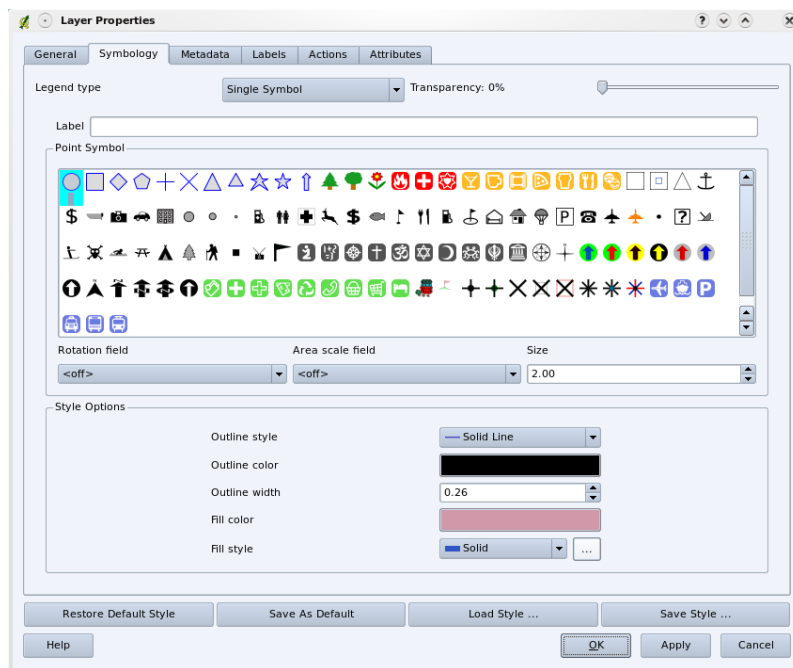 Layer Properties
General Symbology Metadata Labels Actions Attributes
Legend type Single Symbol Transparency: 0%
Label
Point Symbol
Rotation field Area scale field Size
<off> <off> 2.00
Style Options
Outline style Solid Line
Outline color
Outline width 0.26
Fill color
Fill style Solid ...
Restore Default Style Save As Default Load Style ... Save Style ...
Help OK Apply Cancel